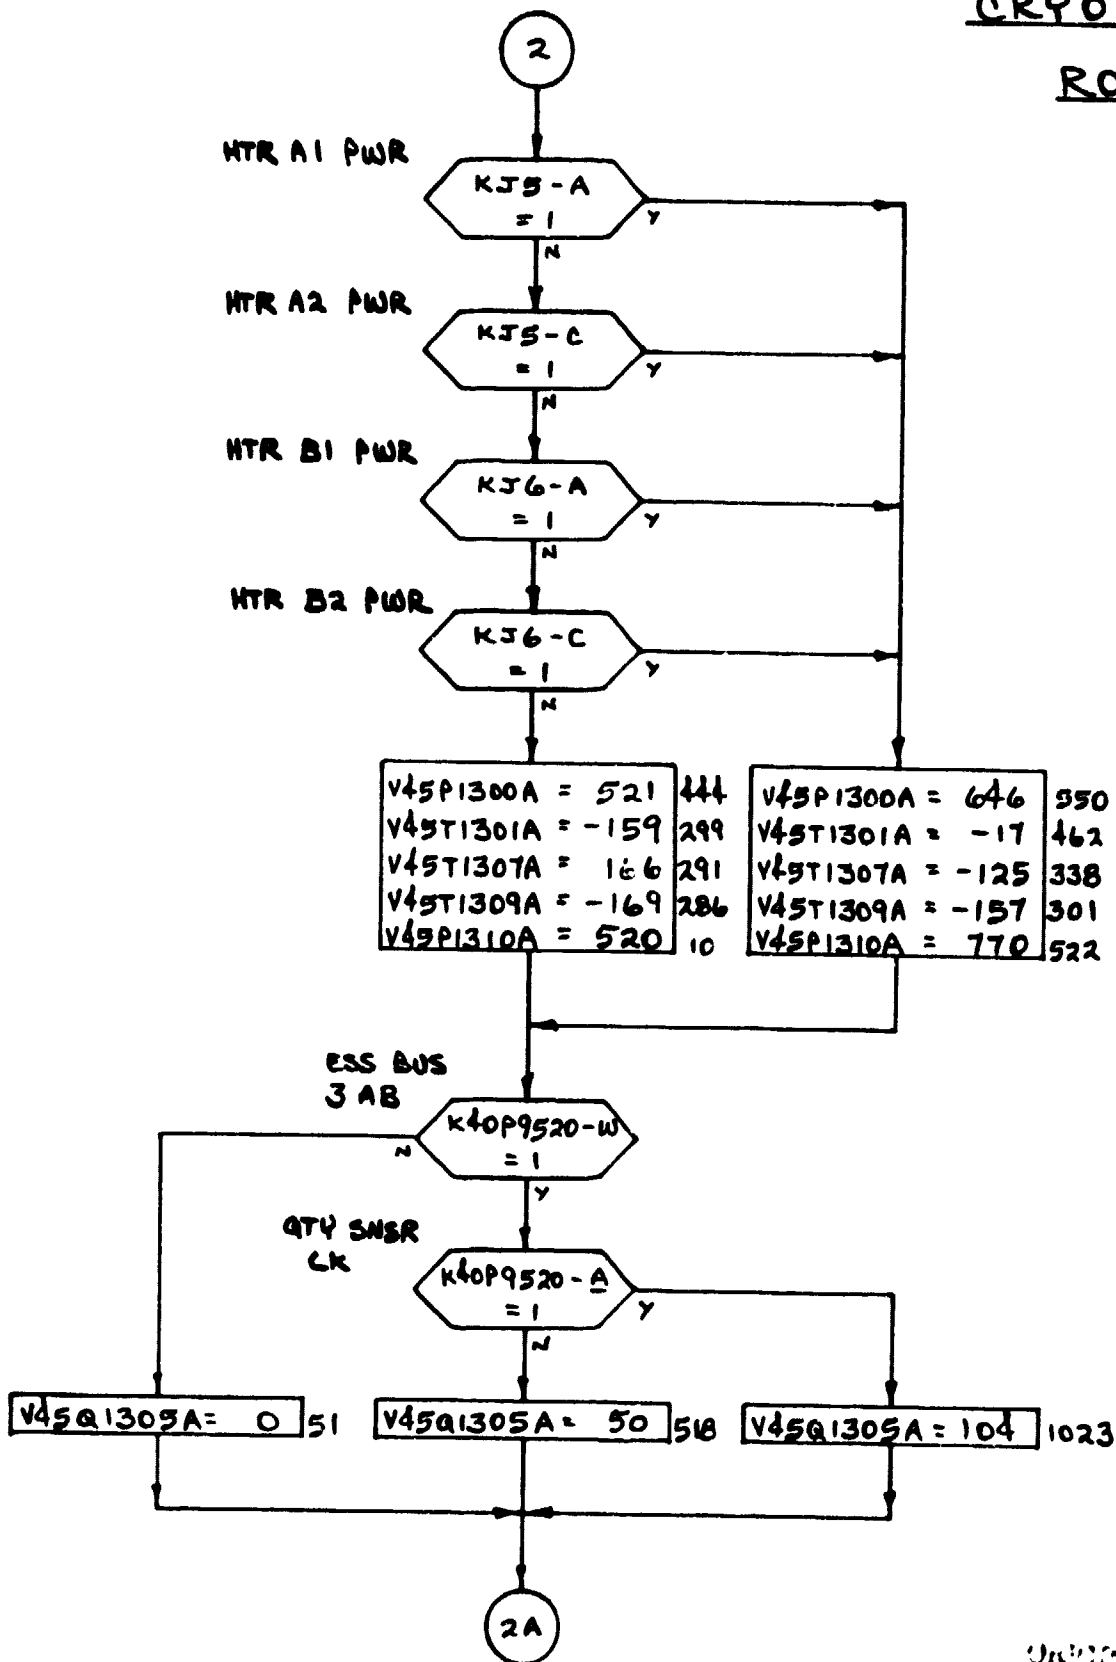 CRYO
RO
2
HTR A1 PWR
KJ5-A
= 1
Y
N
HTR A2 PWR
KJ5-C
= 1
Y
N
HTR B1 PWR
KJ6-A
= 1
Y
N
HTR B2 PWR
KJ6-C
= 1
Y
N
V45P1300A = 521 444
V45T1301A = -159 299
V45T1307A = 166 291
V45T1309A = -169 286
V45P1310A = 520 10
V45P1300A = 646 550
V45T1301A = -17 462
V45T1307A = -125 338
V45T1309A = -157 301
V45P1310A = 770 522
ESS BUS
3 AB
K40P9520-W
= 1
N
Y
QTY SNSR
CK
K40P9520-A
= 1
Y
N
V45Q1305A= 0 51
V45Q1305A= 50 518
V45Q1305A = 104 1023
2A